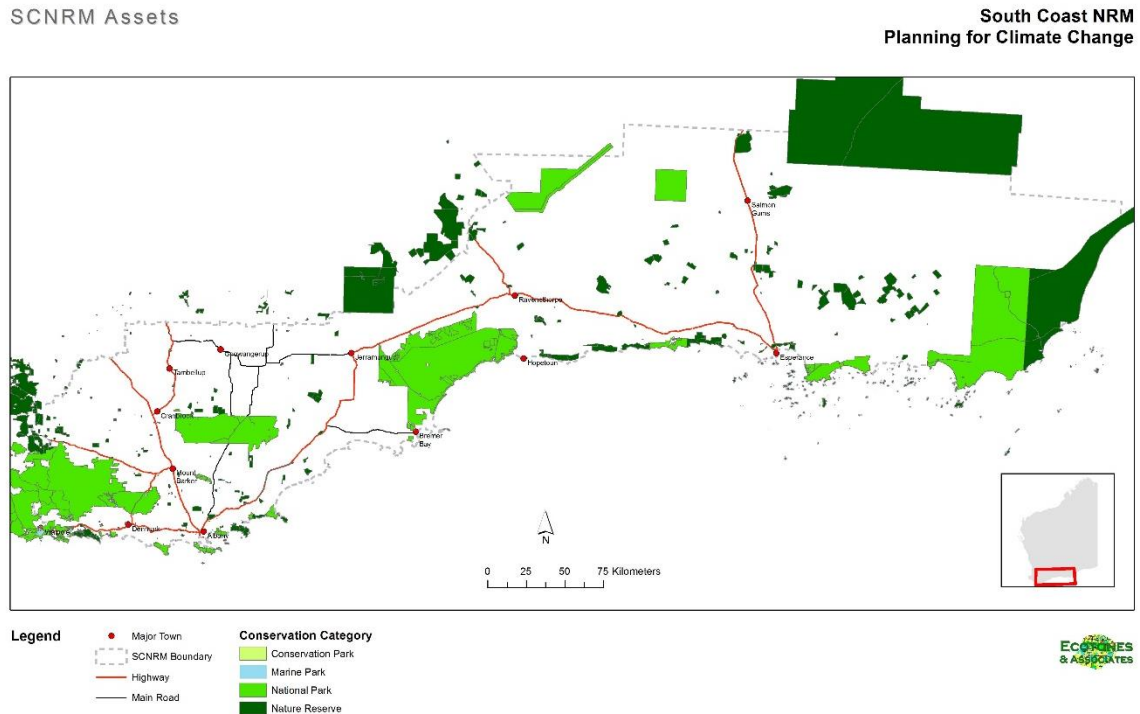 SCNRM Assets
South Coast NRM
Planning for Climate Change
Salmon
Gums
Ravensthorpe
Gnowangerup
Jerramungup
Hopetoun
Esperance
Tambellup
Cranbrook
Bremer
Bay
Mount
Barker
Walpole
Denmark
Albany
N
0 25 50 75 Kilometers
Legend
Major Town
SCNRM Boundary
Highway
Main Road
Conservation Category
Conservation Park
Marine Park
National Park
Nature Reserve
ECOTONES
& ASSOCIATES